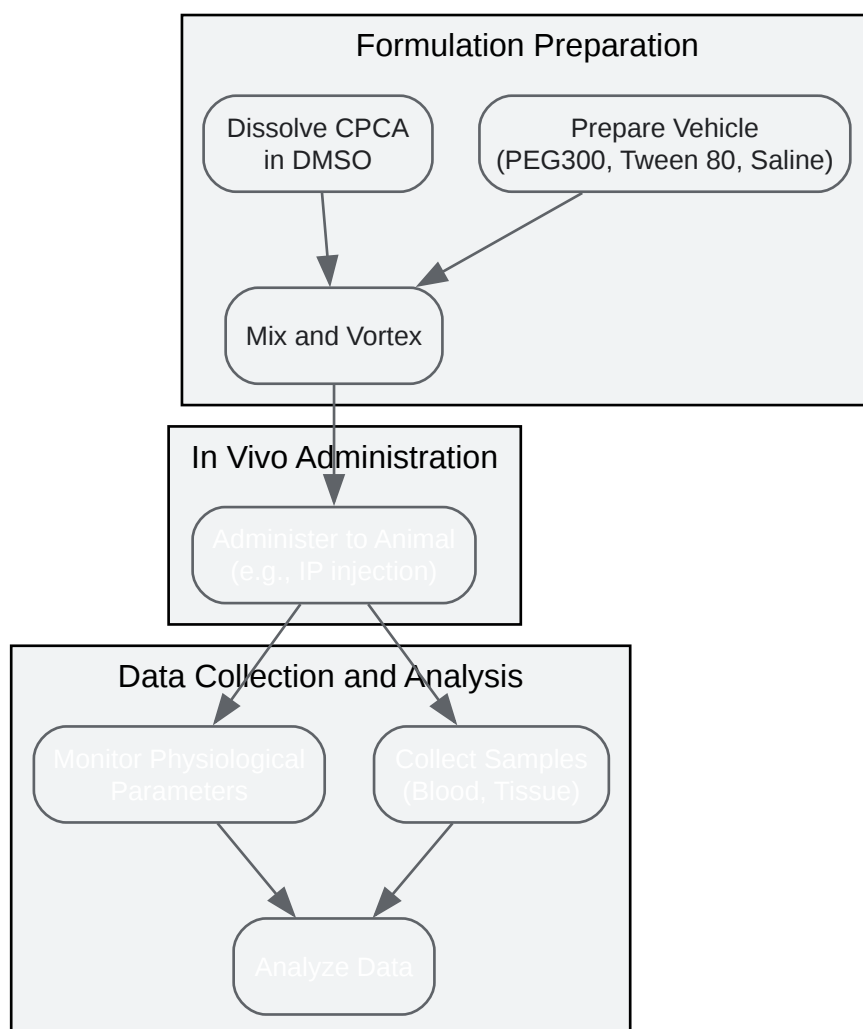 Formulation Preparation
Dissolve CPCA
in DMSO
Prepare Vehicle
(PEG300, Tween 80, Saline)
Mix and Vortex
In Vivo Administration
Administer to Animal
(e.g., IP injection)
Data Collection and Analysis
Monitor Physiological
Parameters
Collect Samples
(Blood, Tissue)
Analyze Data